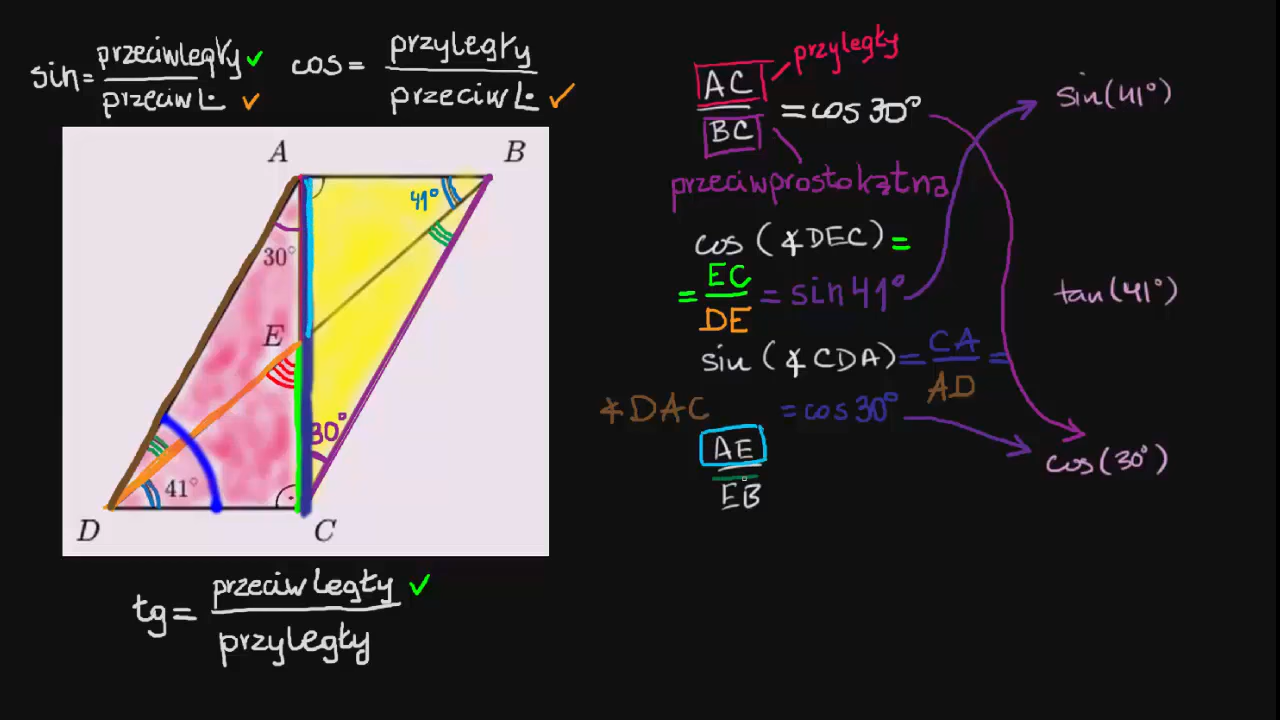 sin= przeciwległy / przeciwL.
cos= przyległy / przeciwL.
A
B
41°
30°
E
30°
41°
D
C
tg= przeciwległy / przyległy
AC / BC = cos 30°
przyległy
przeciwprostokątna
cos (∢DEC) =
= EC / DE = sin 41°
sin (∢CDA) = CA / AD =
∢DAC = cos 30°
AE / EB
sin(41°)
tan(41°)
cos(30°)